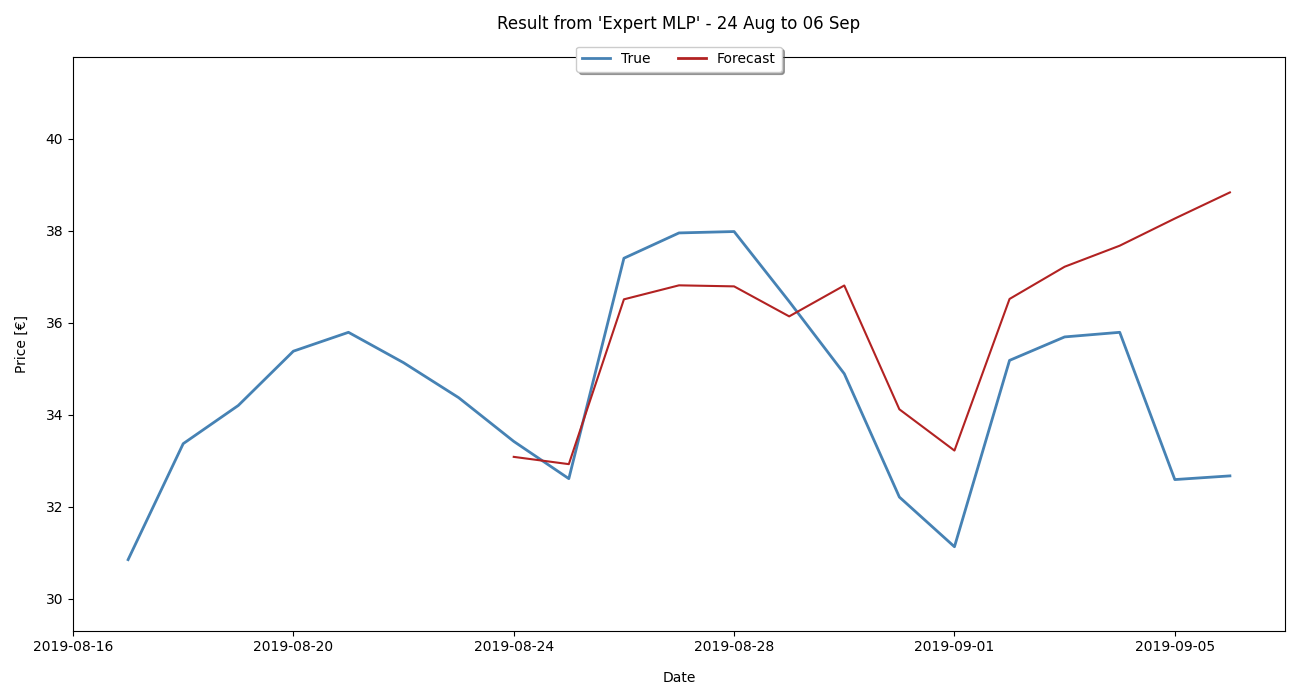 Result from 'Expert MLP' - 24 Aug to 06 Sep
True Forecast
40
38
36
34
32
30
Price [€]
2019-08-16 2019-08-20 2019-08-24 2019-08-28 2019-09-01 2019-09-05
Date